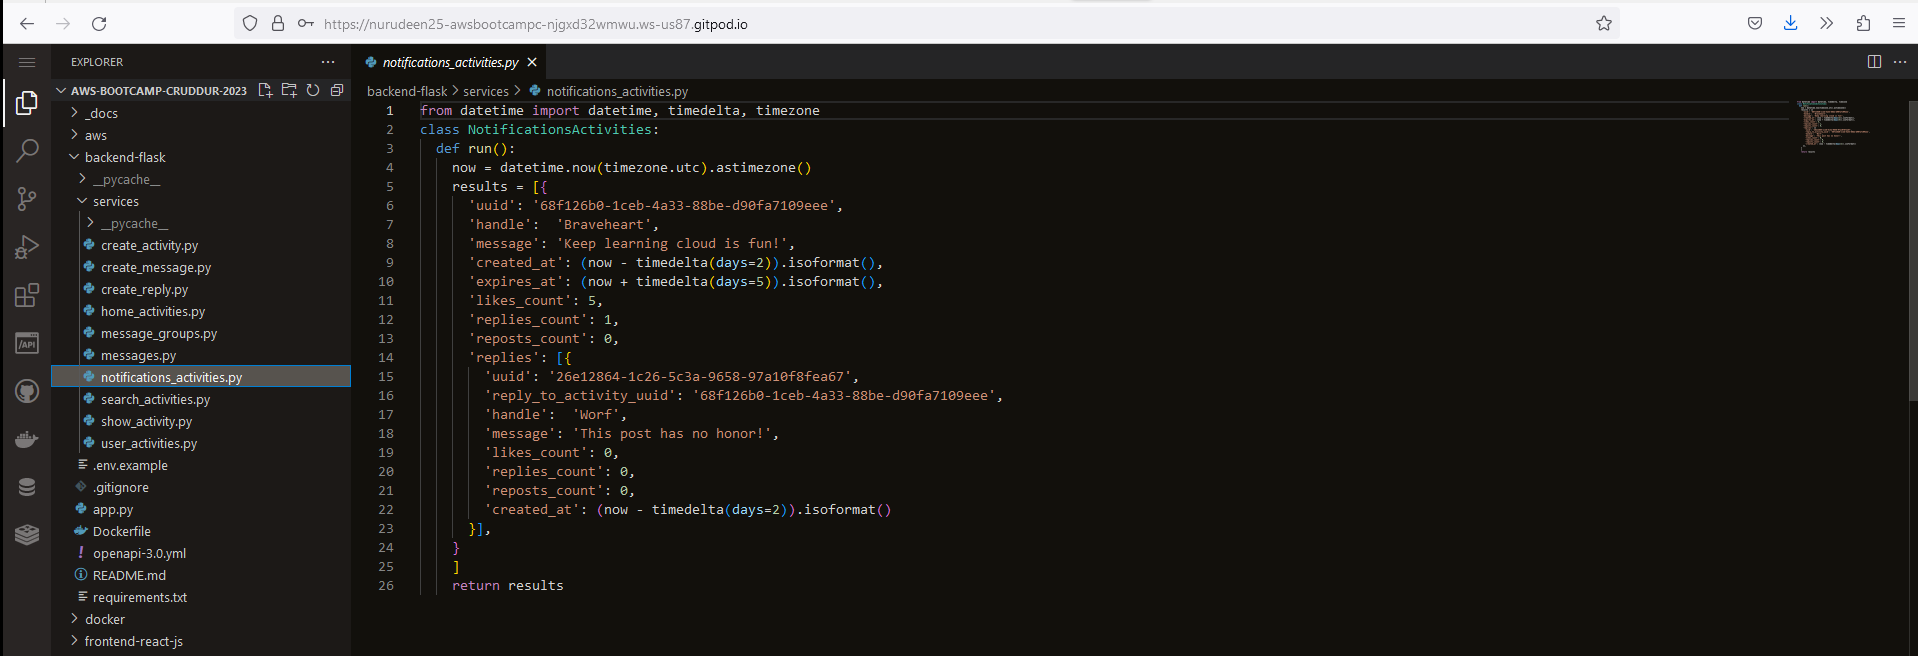 https://nurudeen25-awsbootcampc-njgxd32wmwu.ws-us87.gitpod.io
EXPLORER
AWS-BOOTCAMP-CRUDDUR-2023
_docs
aws
backend-flask
__pycache__
services
__pycache__
create_activity.py
create_message.py
create_reply.py
home_activities.py
message_groups.py
messages.py
notifications_activities.py
search_activities.py
show_activity.py
user_activities.py
.env.example
.gitignore
app.py
Dockerfile
openapi-3.0.yml
README.md
requirements.txt
docker
frontend-react-js
/API
notifications_activities.py
backend-flask > services > notifications_activities.py
1 from datetime import datetime, timedelta, timezone
2 class NotificationsActivities:
3 def run():
4 now = datetime.now(timezone.utc).astimezone()
5 results = [{
6 'uuid': '68f126b0-1ceb-4a33-88be-d90fa7109eee',
7 'handle':  'Braveheart',
8 'message': 'Keep learning cloud is fun!',
9 'created_at': (now - timedelta(days=2)).isoformat(),
10 'expires_at': (now + timedelta(days=5)).isoformat(),
11 'likes_count': 5,
12 'replies_count': 1,
13 'reposts_count': 0,
14 'replies': [{
15 'uuid': '26e12864-1c26-5c3a-9658-97a10f8fea67',
16 'reply_to_activity_uuid': '68f126b0-1ceb-4a33-88be-d90fa7109eee',
17 'handle':  'Worf',
18 'message': 'This post has no honor!',
19 'likes_count': 0,
20 'replies_count': 0,
21 'reposts_count': 0,
22 'created_at': (now - timedelta(days=2)).isoformat()
23 }],
24 }
25 ]
26 return results